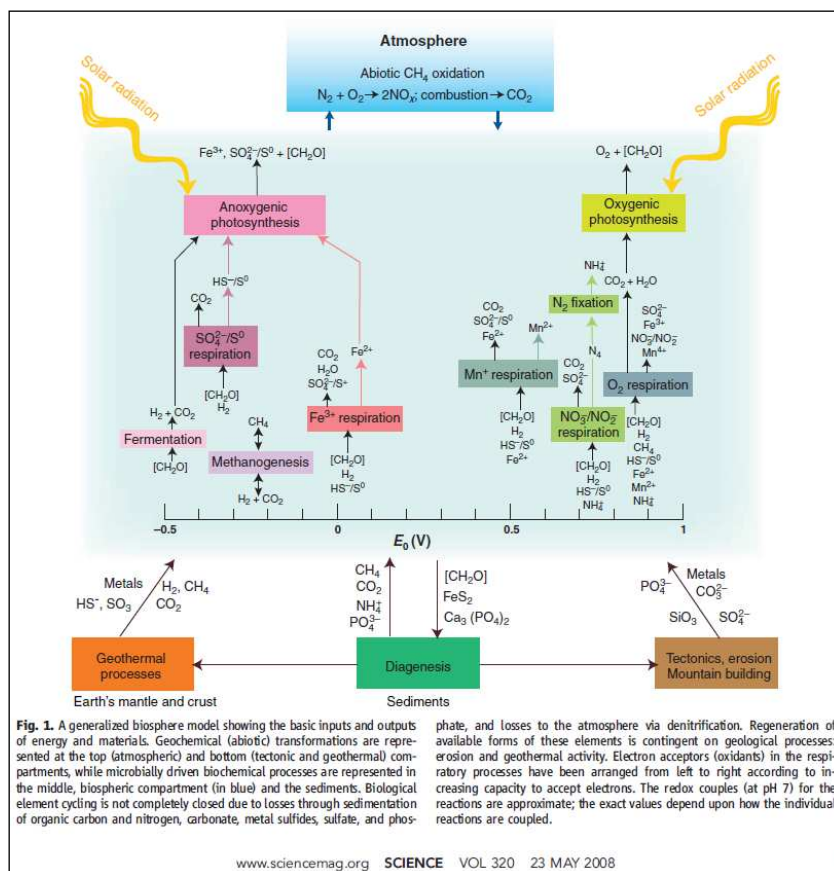 Atmosphere
Abiotic CH₄ oxidation
N₂ + O₂ → 2NOₓ; combustion → CO₂
Solar radiation
Solar radiation
Fe³⁺, SO₄²⁻/S⁰ + [CH₂O]
O₂ + [CH₂O]
Anoxygenic
photosynthesis
Oxygenic
photosynthesis
NH₄⁺
HS⁻/S⁰
CO₂ + H₂O
CO₂
N₂ fixation
SO₄²⁻
Fe³⁺
NO₃⁻/NO₂⁻
Mn⁴⁺
CO₂
SO₄²⁻/S⁰
Fe²⁺
Mn²⁺
SO₄²⁻/S⁰
respiration
Fe²⁺
CO₂
H₂O
SO₄²⁻/S⁺
N₄
CO₂
SO₄²⁻
Mn⁺ respiration
O₂ respiration
[CH₂O]
H₂
H₂ + CO₂
CH₄
Fe³⁺ respiration
[CH₂O]
H₂
HS⁻/S⁰
Fe²⁺
NO₃⁻/NO₂⁻
respiration
[CH₂O]
H₂
CH₄
HS⁻/S⁰
Fe²⁺
Mn²⁺
NH₄⁺
Fermentation
Methanogenesis
[CH₂O]
[CH₂O]
H₂
HS⁻/S⁰
[CH₂O]
H₂
HS⁻/S⁰
NH₄⁺
H₂ + CO₂
−0.5 0 0.5 1
E₀ (V)
Metals
HS⁻, SO₃
H₂, CH₄
CO₂
CH₄
CO₂
NH₄⁺
PO₄³⁻
[CH₂O]
FeS₂
Ca₃ (PO₄)₂
PO₄³⁻
SiO₃
Metals
CO₃²⁻
SO₄²⁻
Geothermal
processes
Diagenesis
Tectonics, erosion
Mountain building
Earth's mantle and crust
Sediments
Fig. 1. A generalized biosphere model showing the basic inputs and outputs
of energy and materials. Geochemical (abiotic) transformations are repre-
sented at the top (atmospheric) and bottom (tectonic and geothermal) com-
partments, while microbially driven biochemical processes are represented
in the middle, biospheric compartment (in blue) and the sediments. Biological
element cycling is not completely closed due to losses through sedimentation
of organic carbon and nitrogen, carbonate, metal sulfides, sulfate, and phos-
phate, and losses to the atmosphere via denitrification. Regeneration of
available forms of these elements is contingent on geological processes:
erosion and geothermal activity. Electron acceptors (oxidants) in the respi-
ratory processes have been arranged from left to right according to in-
creasing capacity to accept electrons. The redox couples (at pH 7) for the
reactions are approximate; the exact values depend upon how the individual
reactions are coupled.
www.sciencemag.org SCIENCE VOL 320 23 MAY 2008